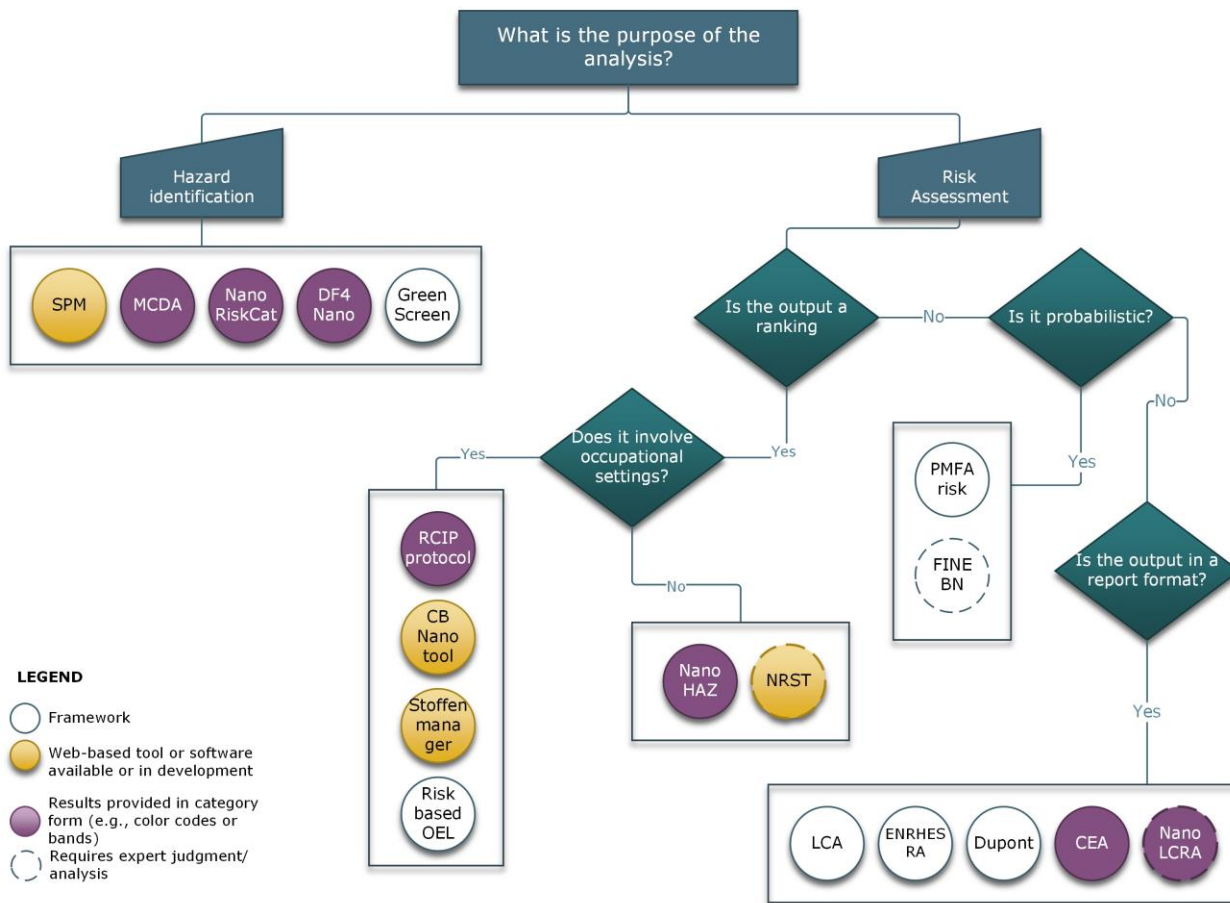 What is the purpose of the
analysis?
Hazard
identification
Risk
Assessment
SPM
MCDA
Nano
RiskCat
DF4
Nano
Green
Screen
Is the output a
ranking
No
Is it probabilistic?
No
Yes
Does it involve
occupational
settings?
Yes
Yes
PMFA
risk
FINE
BN
Is the output in a
report format?
RCIP
protocol
CB
Nano
tool
Stoffen
mana
ger
Risk
based
OEL
No
Nano
HAZ
NRST
Yes
LCA
ENRHES
RA
Dupont
CEA
Nano
LCRA
LEGEND
Framework
Web-based tool or software
available or in development
Results provided in category
form (e.g., color codes or
bands)
Requires expert judgment/
analysis